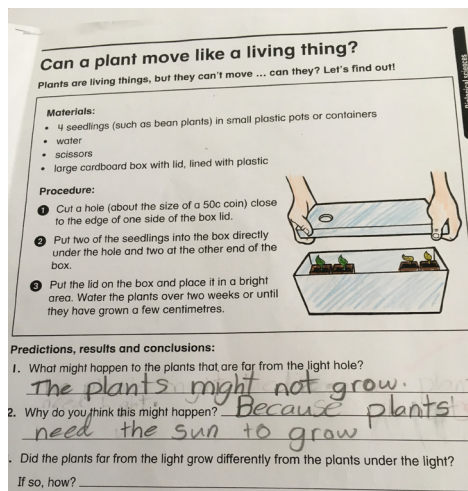 Can a plant move like a living thing?
Plants are living things, but they can't move ... can they? Let's find out!
Biological sciences
Materials:
• 4 seedlings (such as bean plants) in small plastic pots or containers
• water
• scissors
• large cardboard box with lid, lined with plastic
Procedure:
1 Cut a hole (about the size of a 50c coin) close
to the edge of one side of the box lid.
2 Put two of the seedlings into the box directly
under the hole and two at the other end of the
box.
3 Put the lid on the box and place it in a bright
area. Water the plants over two weeks or until
they have grown a few centimetres.
Predictions, results and conclusions:
1. What might happen to the plants that are far from the light hole?
The plants might not grow.
2. Why do you think this might happen? Because plants
need the sun to grow
. Did the plants far from the light grow differently from the plants under the light?
If so, how?